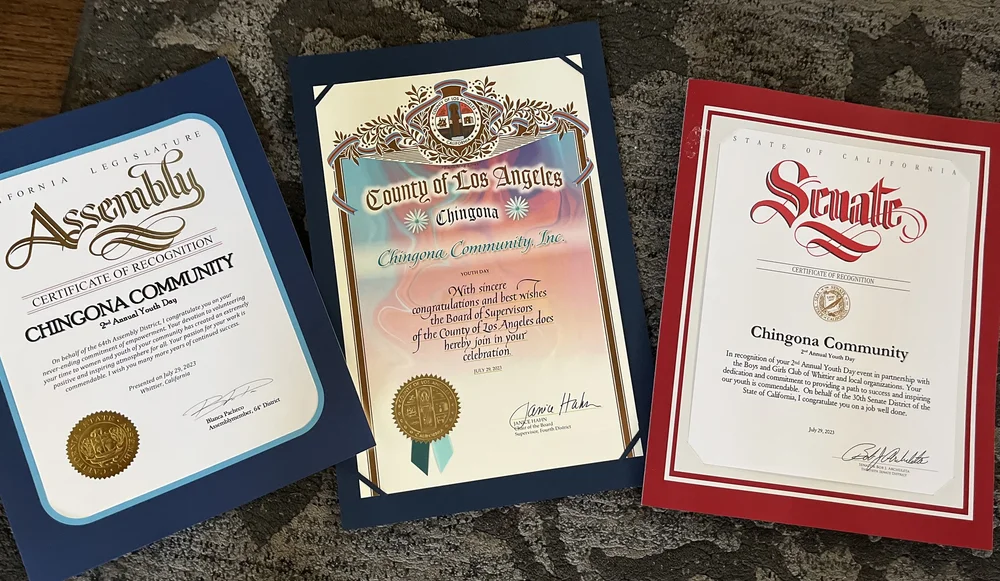 FORNIA LEGISLATURE
Assembly
CERTIFICATE OF RECOGNITION
CHINGONA COMMUNITY
2nd Annual Youth Day
On behalf of the 64th Assembly District, I congratulate you on your
never-ending commitment of empowerment. Your devotion to volunteering
your time to women and youth of your community has created an extremely
positive and inspiring atmosphere for all. Your passion for your work is
commendable. I wish you many more years of continued success.
Presented on July 29, 2023
Whittier, California
Bianca Pacheco
Assemblymember, 64th District
County of Los Angeles
Chingona
Chingona Community, Inc.
YOUTH DAY
With sincere
congratulations and best wishes
the Board of Supervisors
of the County of Los Angeles does
hereby join in your
celebration.
JULY 29, 2023
Janice Hahn
JANICE HAHN
Chair of the Board
Supervisor, Fourth District
STATE OF CALIFORNIA
Senate
CERTIFICATE OF RECOGNITION
Chingona Community
2nd Annual Youth Day
In recognition of your 2nd Annual Youth Day event in partnership with
the Boys and Girls Club of Whittier and local organizations. Your
dedication and commitment to providing a path to success and inspiring
our youth is commendable. On behalf of the 30th Senate District of the
State of California, I congratulate you on a job well done.
July 29, 2023
Bob J. Archuleta
SENATOR BOB J. ARCHULETA